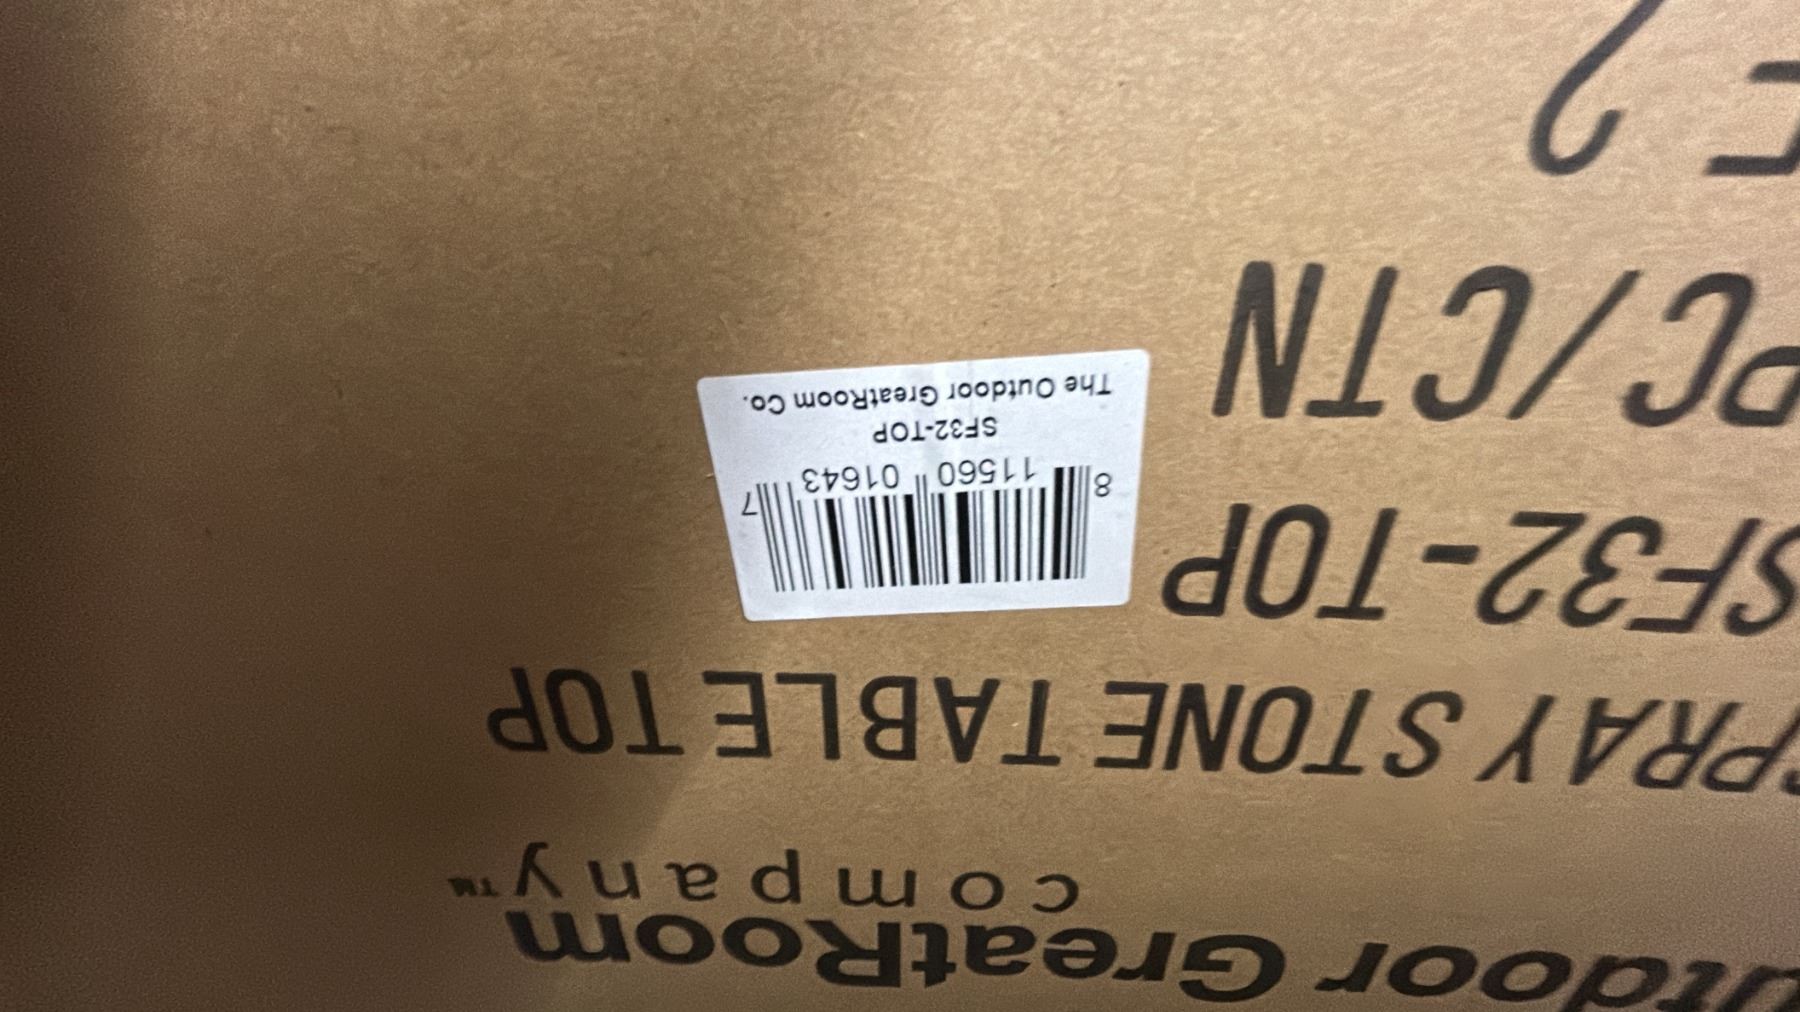 utdoor GreatRoom
company™
PRAY STONE TABLE TOP
SF32-TOP
PC/CTN
E 2
8 11560 01643 7
SF32-TOP
The Outdoor GreatRoom Co.